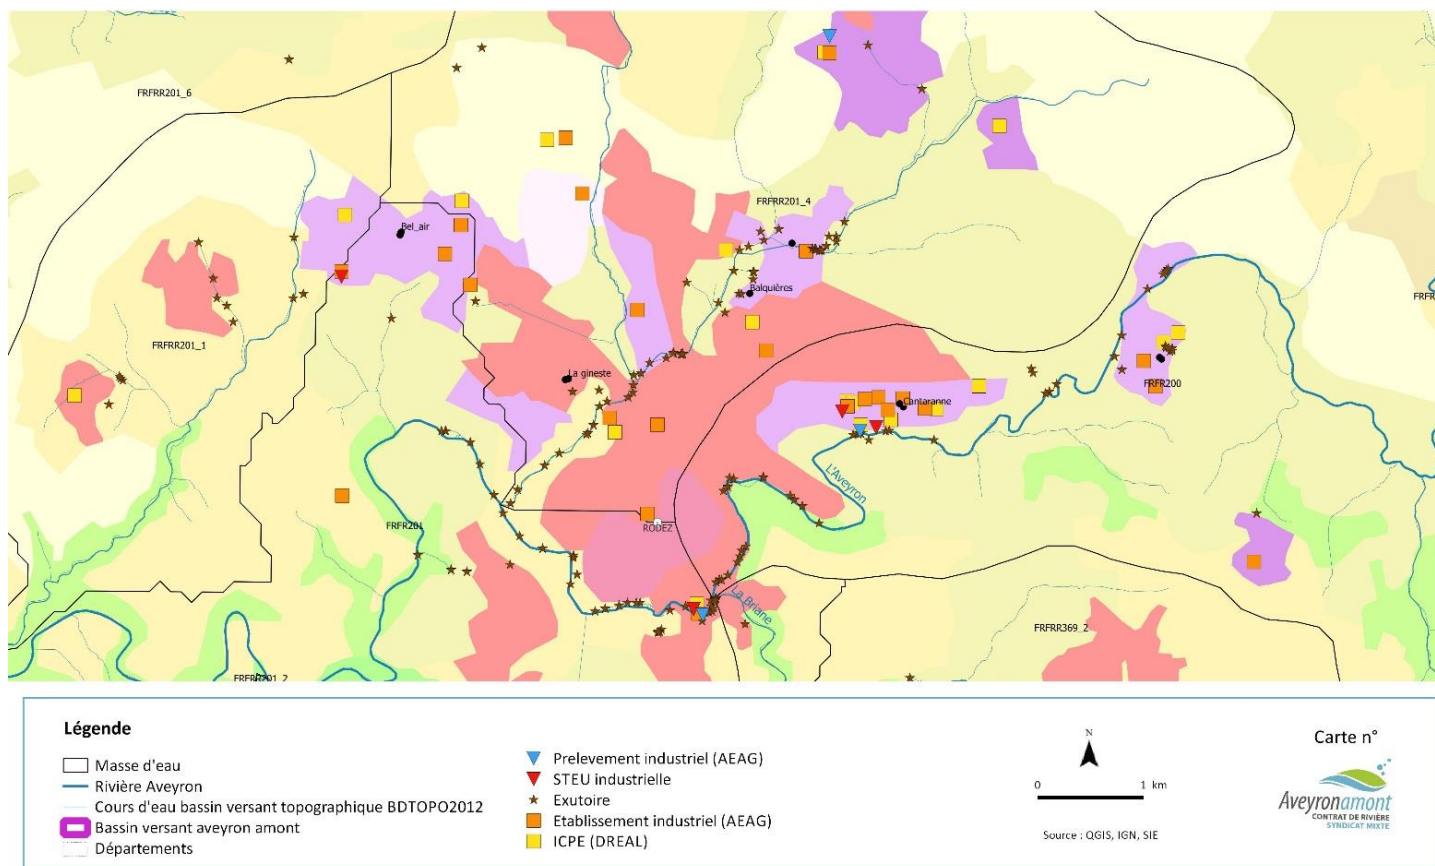 FRFRR201_6
FRFRR201_4
Bel_air
Balquières
FRFR
FRFRR201_1
La gineste
FRFR200
Cantaranne
L'Aveyron
FRFR201
RODEZ
La Briane
FRFRR369_2
FRFRR201_2
Légende
Masse d'eau
Rivière Aveyron
Cours d'eau bassin versant topographique BDTOPO2012
Bassin versant aveyron amont
Départements
Prelevement industriel (AEAG)
STEU industrielle
Exutoire
Etablissement industriel (AEAG)
ICPE (DREAL)
N
0 1 km
Source : QGIS, IGN, SIE
Carte n°
Aveyronamont
CONTRAT DE RIVIÈRE
SYNDICAT MIXTE